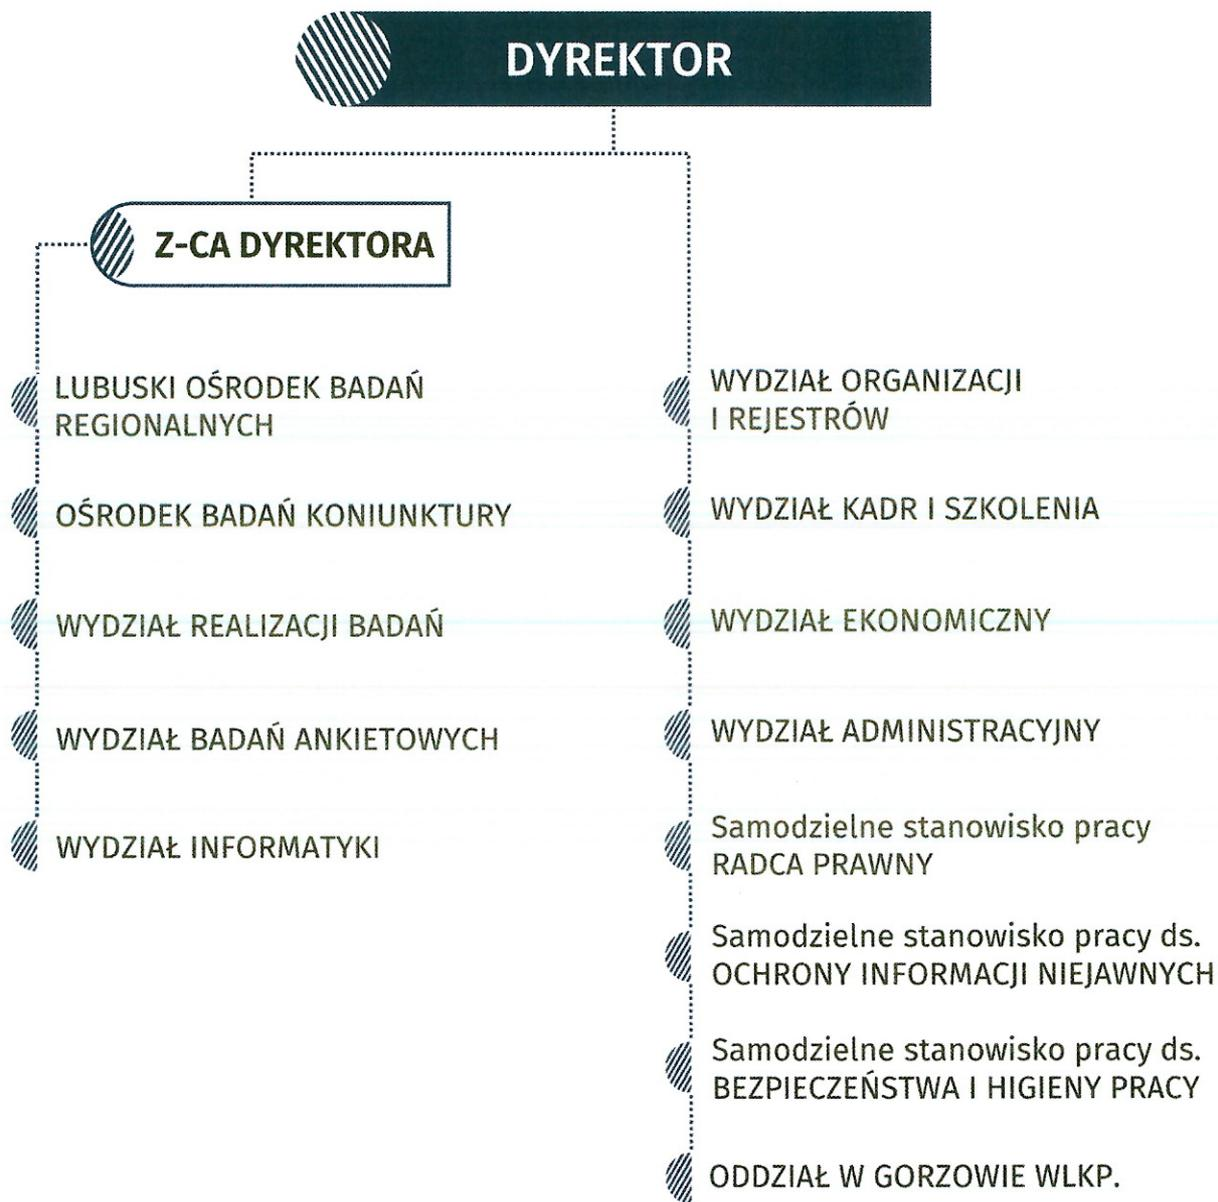 DYREKTOR
Z-CA DYREKTORA
LUBUSKI OŚRODEK BADAŃ
REGIONALNYCH
OŚRODEK BADAŃ KONIUNKTURY
WYDZIAŁ REALIZACJI BADAŃ
WYDZIAŁ BADAŃ ANKIETOWYCH
WYDZIAŁ INFORMATYKI
WYDZIAŁ ORGANIZACJI
I REJESTRÓW
WYDZIAŁ KADR I SZKOLENIA
WYDZIAŁ EKONOMICZNY
WYDZIAŁ ADMINISTRACYJNY
Samodzielne stanowisko pracy
RADCA PRAWNY
Samodzielne stanowisko pracy ds.
OCHRONY INFORMACJI NIEJAWNYCH
Samodzielne stanowisko pracy ds.
BEZPIECZEŃSTWA I HIGIENY PRACY
ODDZIAŁ W GORZOWIE WLKP.